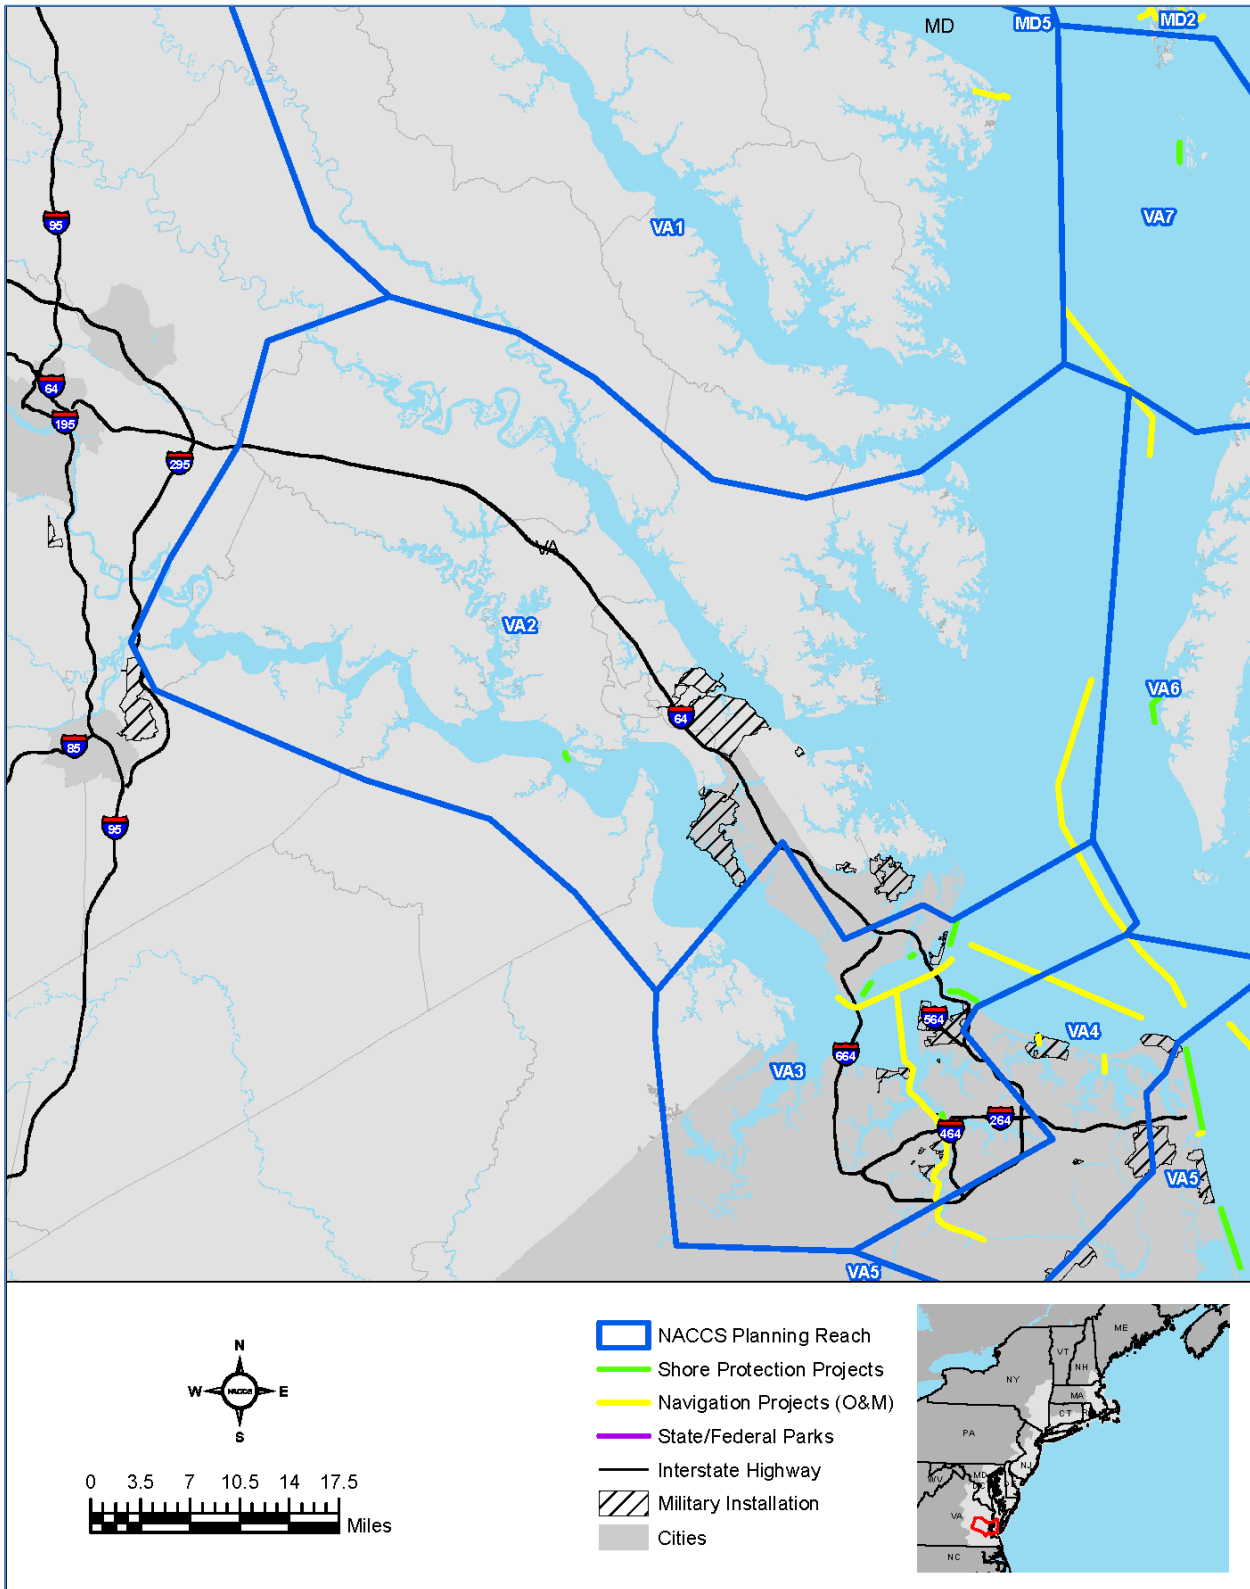 MD
MD5
MD2
95
VA1
VA7
64
195
295
VA
VA2
VA6
64
85
95
564
VA4
664
VA3
264
464
VA5
VA5
N
W NACCS E
S
0 3.5 7 10.5 14 17.5
Miles
NACCS Planning Reach
Shore Protection Projects
Navigation Projects (O&M)
State/Federal Parks
Interstate Highway
Military Installation
Cities
ME
VT
NH
NY
MA
CT
PA
NJ
MD
WV
VA
NC